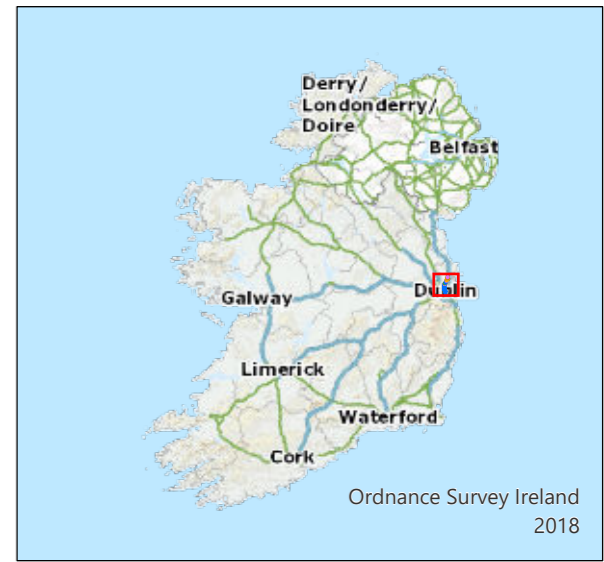 Derry/
Londonderry/
Doire
Belfast
Dublin
Galway
Limerick
Waterford
Cork
Ordnance Survey Ireland
2018